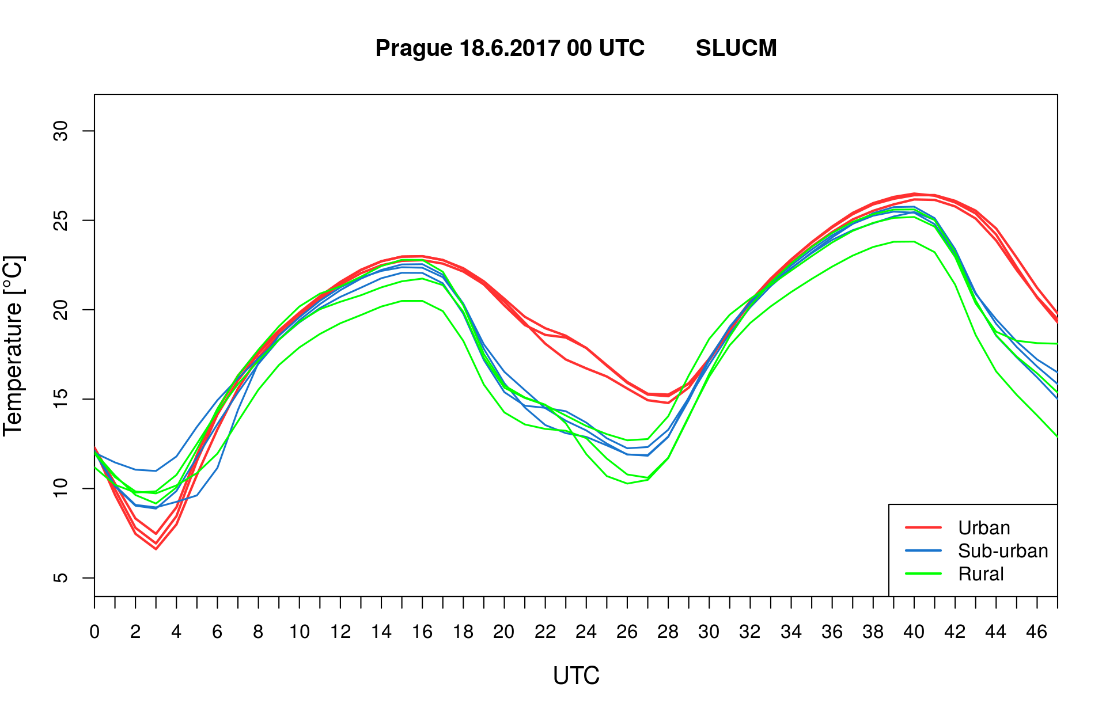 Prague 18.6.2017 00 UTC SLUCM
Temperature [°C]
30
25
20
15
10
5
Urban
Sub-urban
Rural
0 2 4 6 8 10 12 14 16 18 20 22 24 26 28 30 32 34 36 38 40 42 44 46
UTC